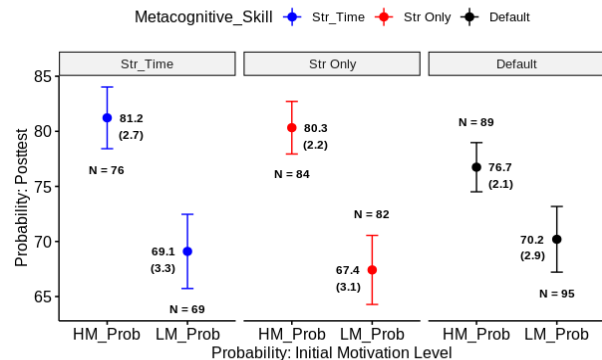 Metacognitive_Skill Str_Time Str Only Default
Str_Time Str Only Default
85
80
75
70
65
Probability: Posttest
81.2
(2.7)
N = 76
69.1
(3.3)
N = 69
80.3
(2.2)
N = 84
N = 82
67.4
(3.1)
N = 89
76.7
(2.1)
70.2
(2.9)
N = 95
HM_Prob LM_Prob HM_Prob LM_Prob HM_Prob LM_Prob
Probability: Initial Motivation Level